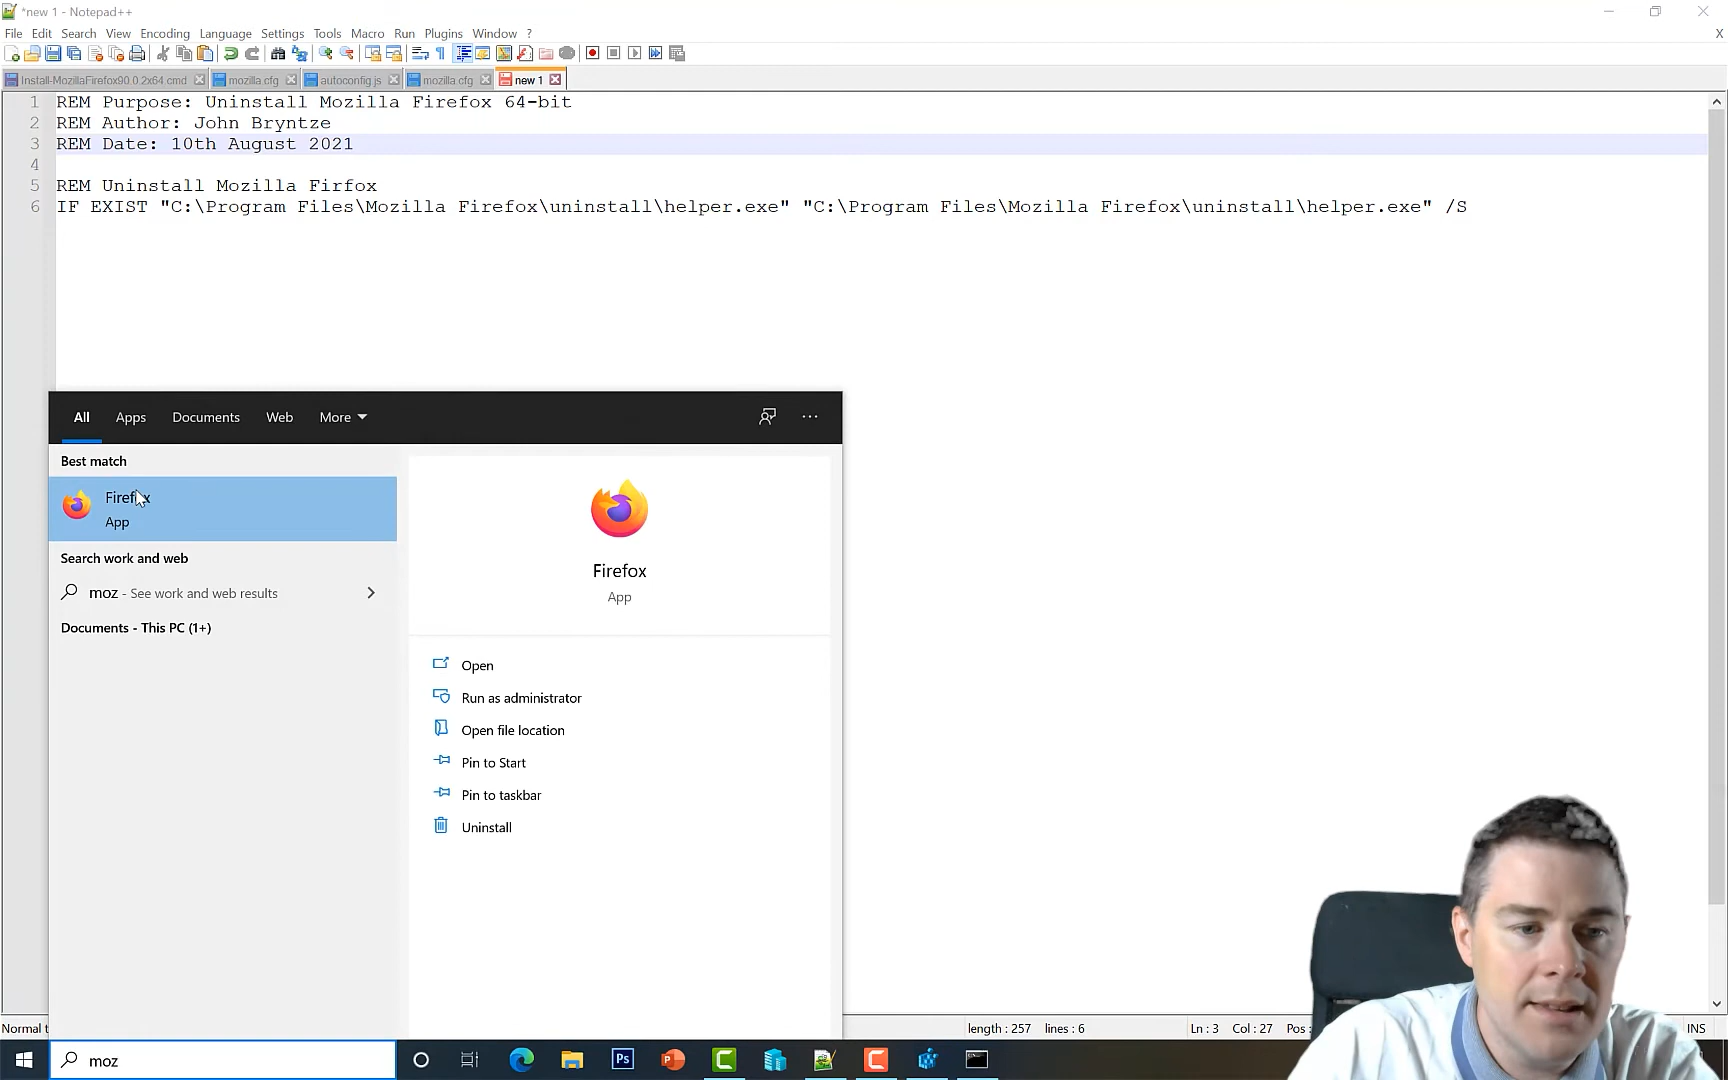 *new 1 - Notepad++
File Edit Search View Encoding Language Settings Tools Macro Run Plugins Window ? X
Install-MozillaFirefox90.0.2x64.cmd mozilla.cfg autoconfig.js mozilla.cfg new 1
1 REM Purpose: Uninstall Mozilla Firefox 64-bit
2 REM Author: John Bryntze
3 REM Date: 10th August 2021
4
5 REM Uninstall Mozilla Firfox
6 IF EXIST "C:\Program Files\Mozilla Firefox\uninstall\helper.exe" "C:\Program Files\Mozilla Firefox\uninstall\helper.exe" /S
All Apps Documents Web More
Best match
Firefox
App
Search work and web
moz - See work and web results
Documents - This PC (1+)
Firefox
App
Open
Run as administrator
Open file location
Pin to Start
Pin to taskbar
Uninstall
Normal t length : 257 lines : 6 Ln : 3 Col : 27 Pos : INS
moz
Ps P C C